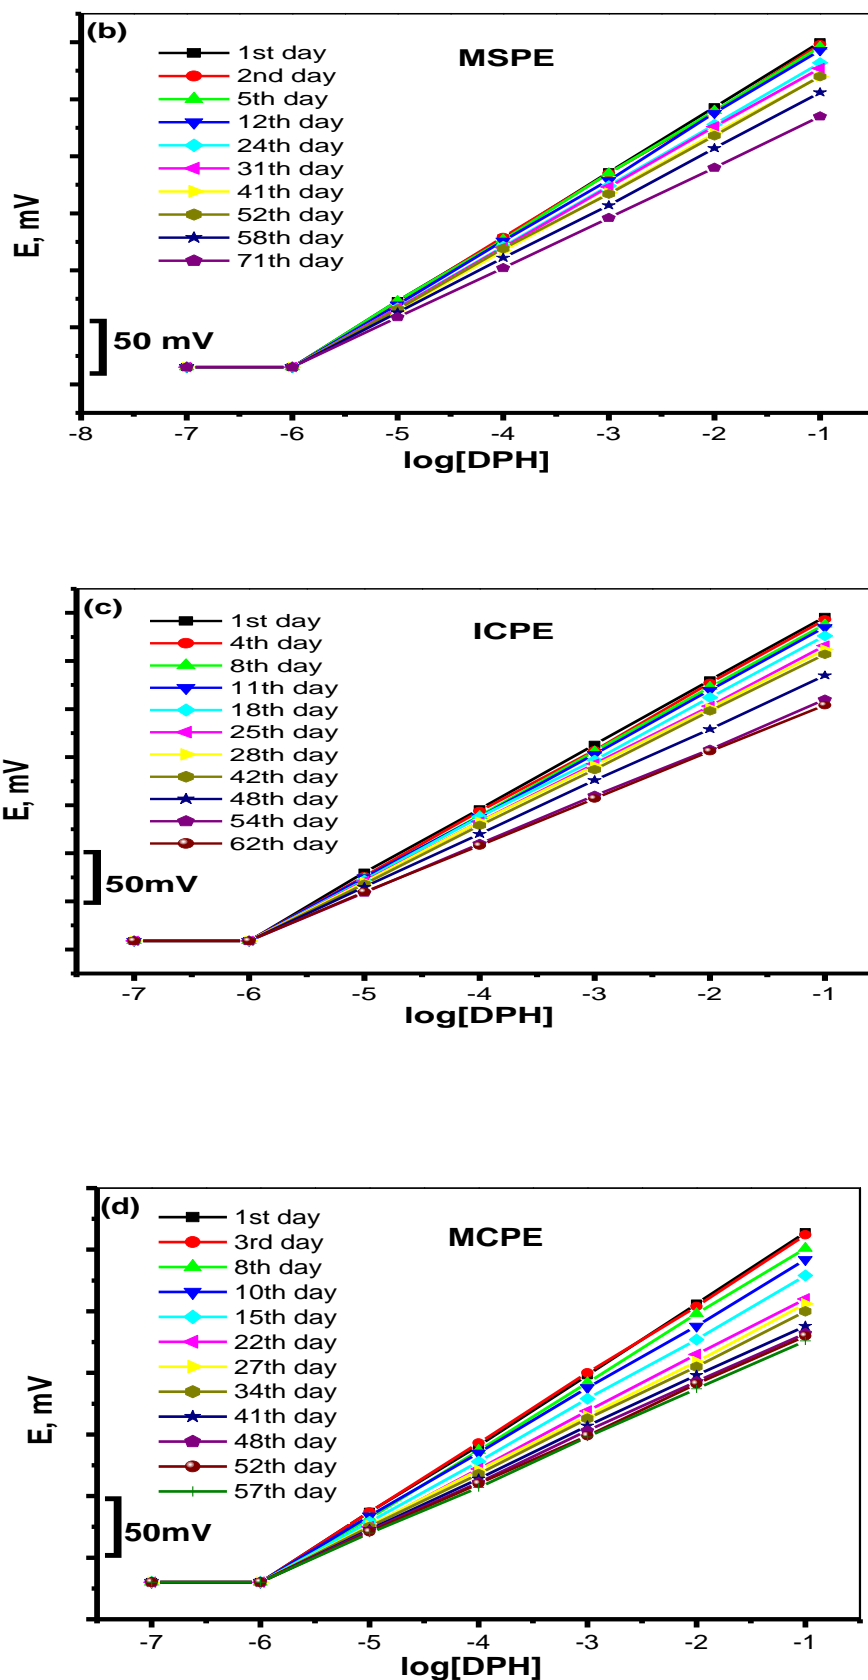 (b)
MSPE
1st day
2nd day
5th day
12th day
24th day
31th day
41th day
52th day
58th day
71th day
E, mV
50 mV
-8 -7 -6 -5 -4 -3 -2 -1
log[DPH]
(c)
ICPE
1st day
4th day
8th day
11th day
18th day
25th day
28th day
42th day
48th day
54th day
62th day
E, mV
50mV
-7 -6 -5 -4 -3 -2 -1
log[DPH]
(d)
MCPE
1st day
3rd day
8th day
10th day
15th day
22th day
27th day
34th day
41th day
48th day
52th day
57th day
E, mV
50mV
-7 -6 -5 -4 -3 -2 -1
log[DPH]